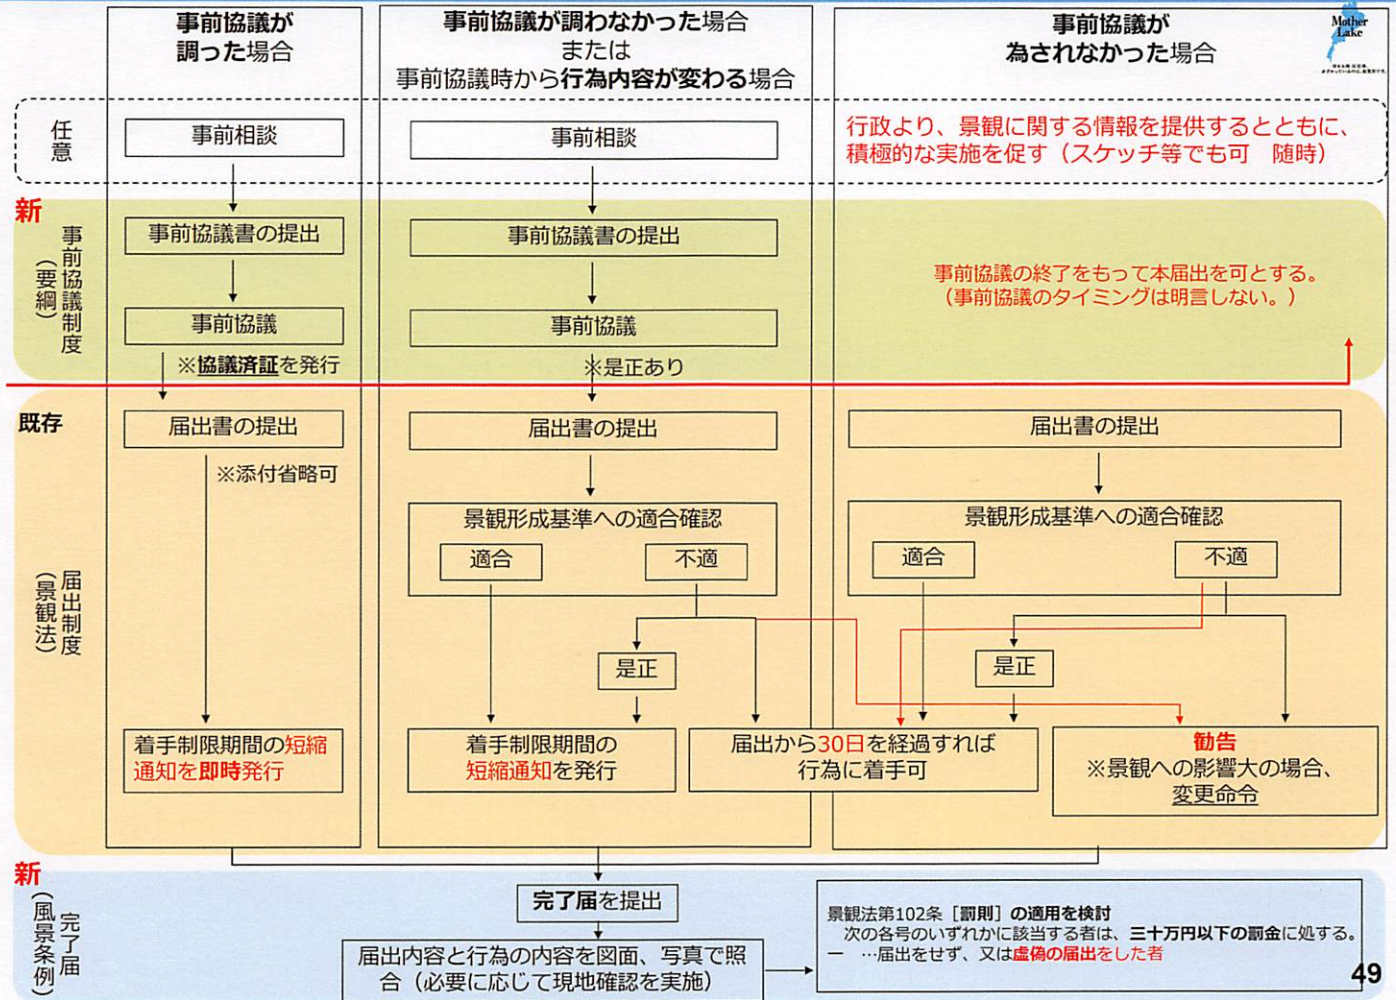 事前協議が
調った場合
事前協議が調わなかった場合
または
事前協議時から行為内容が変わる場合
事前協議が
為されなかった場合
Mother
Lake
任意
事前相談
事前相談
行政より、景観に関する情報を提供するとともに、
積極的な実施を促す（スケッチ等でも可　随時）
新
事前協議制度
（要綱）
事前協議書の提出
事前協議書の提出
事前協議の終了をもって本届出を可とする。
（事前協議のタイミングは明言しない。）
事前協議
事前協議
※協議済証を発行
※是正あり
既存
届出制度
（景観法）
届出書の提出
届出書の提出
届出書の提出
※添付省略可
景観形成基準への適合確認
景観形成基準への適合確認
適合
不適
適合
不適
是正
是正
着手制限期間の短縮
通知を即時発行
着手制限期間の
短縮通知を発行
届出から30日を経過すれば
行為に着手可
勧告
※景観への影響大の場合、
変更命令
新
完了届
（風景条例）
完了届を提出
届出内容と行為の内容を図面、写真で照
合（必要に応じて現地確認を実施）
景観法第102条［罰則］の適用を検討
次の各号のいずれかに該当する者は、三十万円以下の罰金に処する。
一　…届出をせず、又は虚偽の届出をした者
49